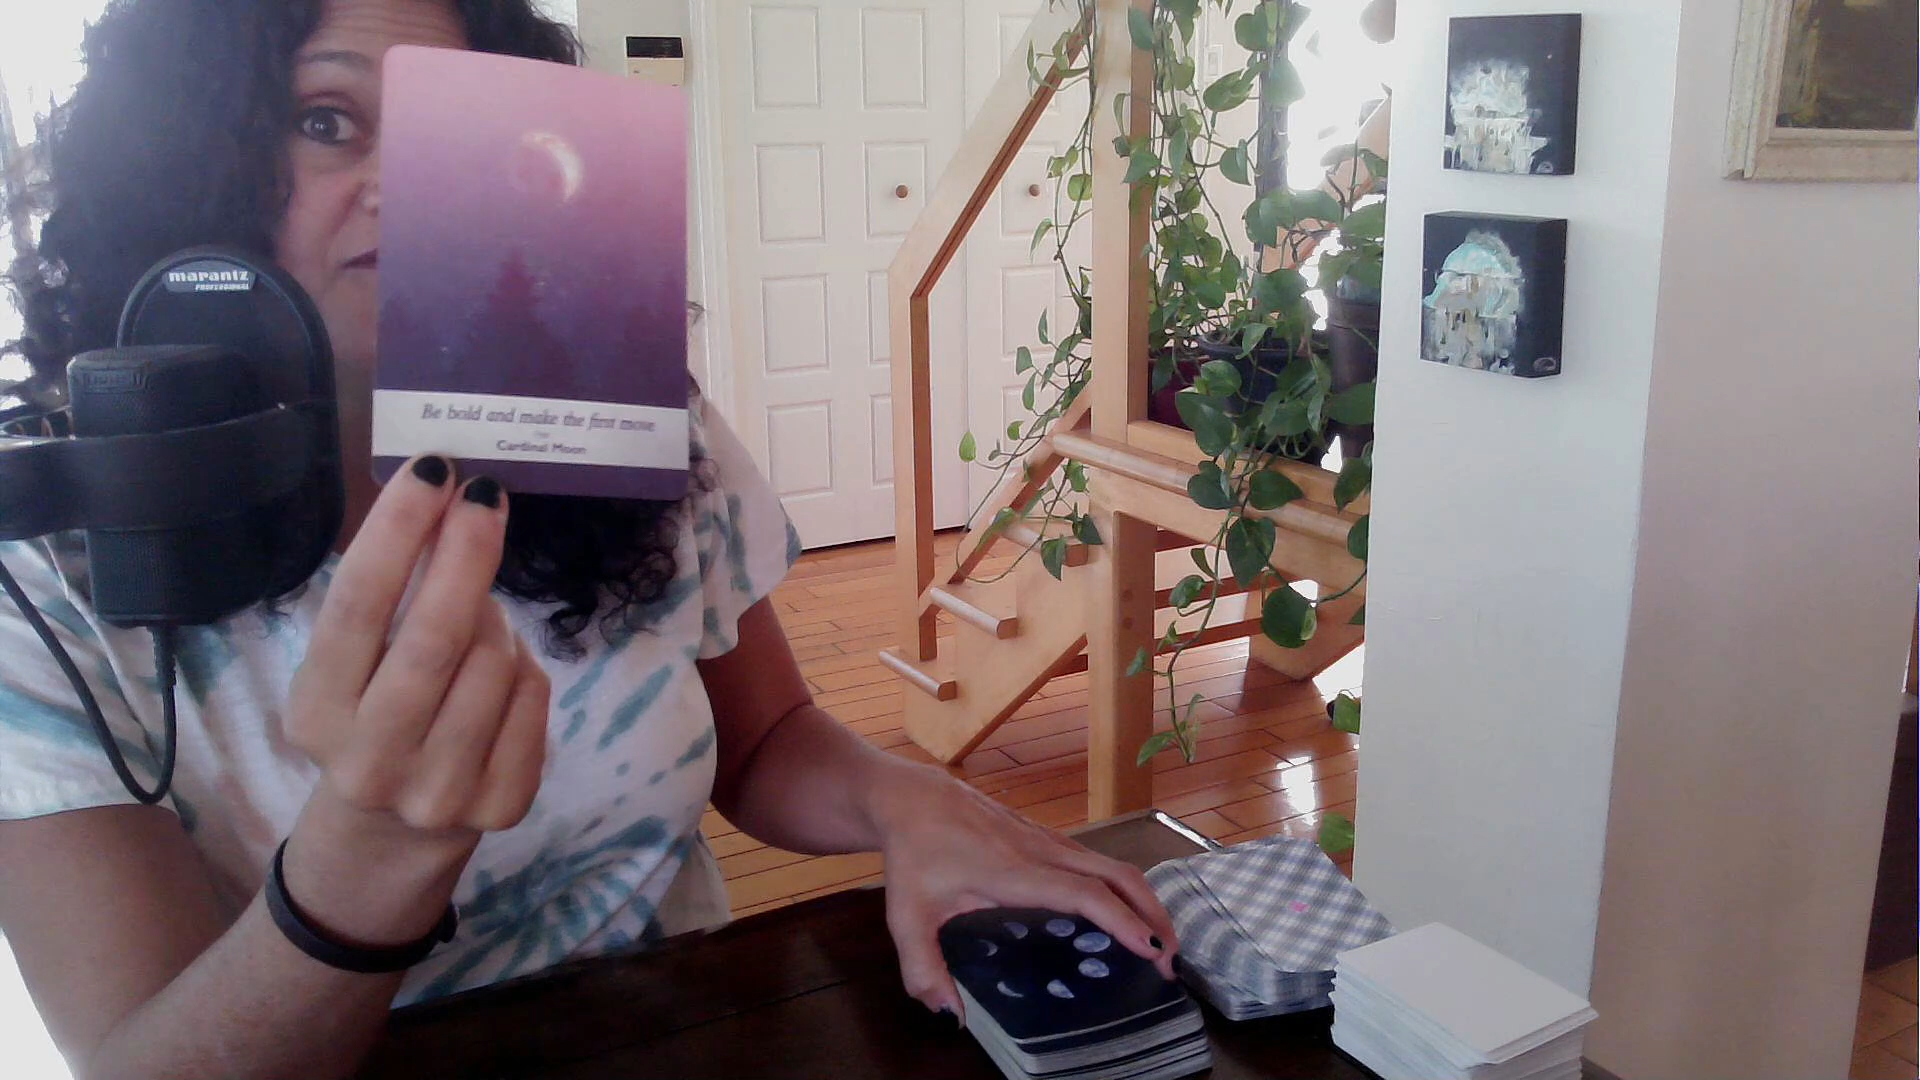 marantz
PROFESSIONAL
Be bold and make the first move
Cardinal Moon